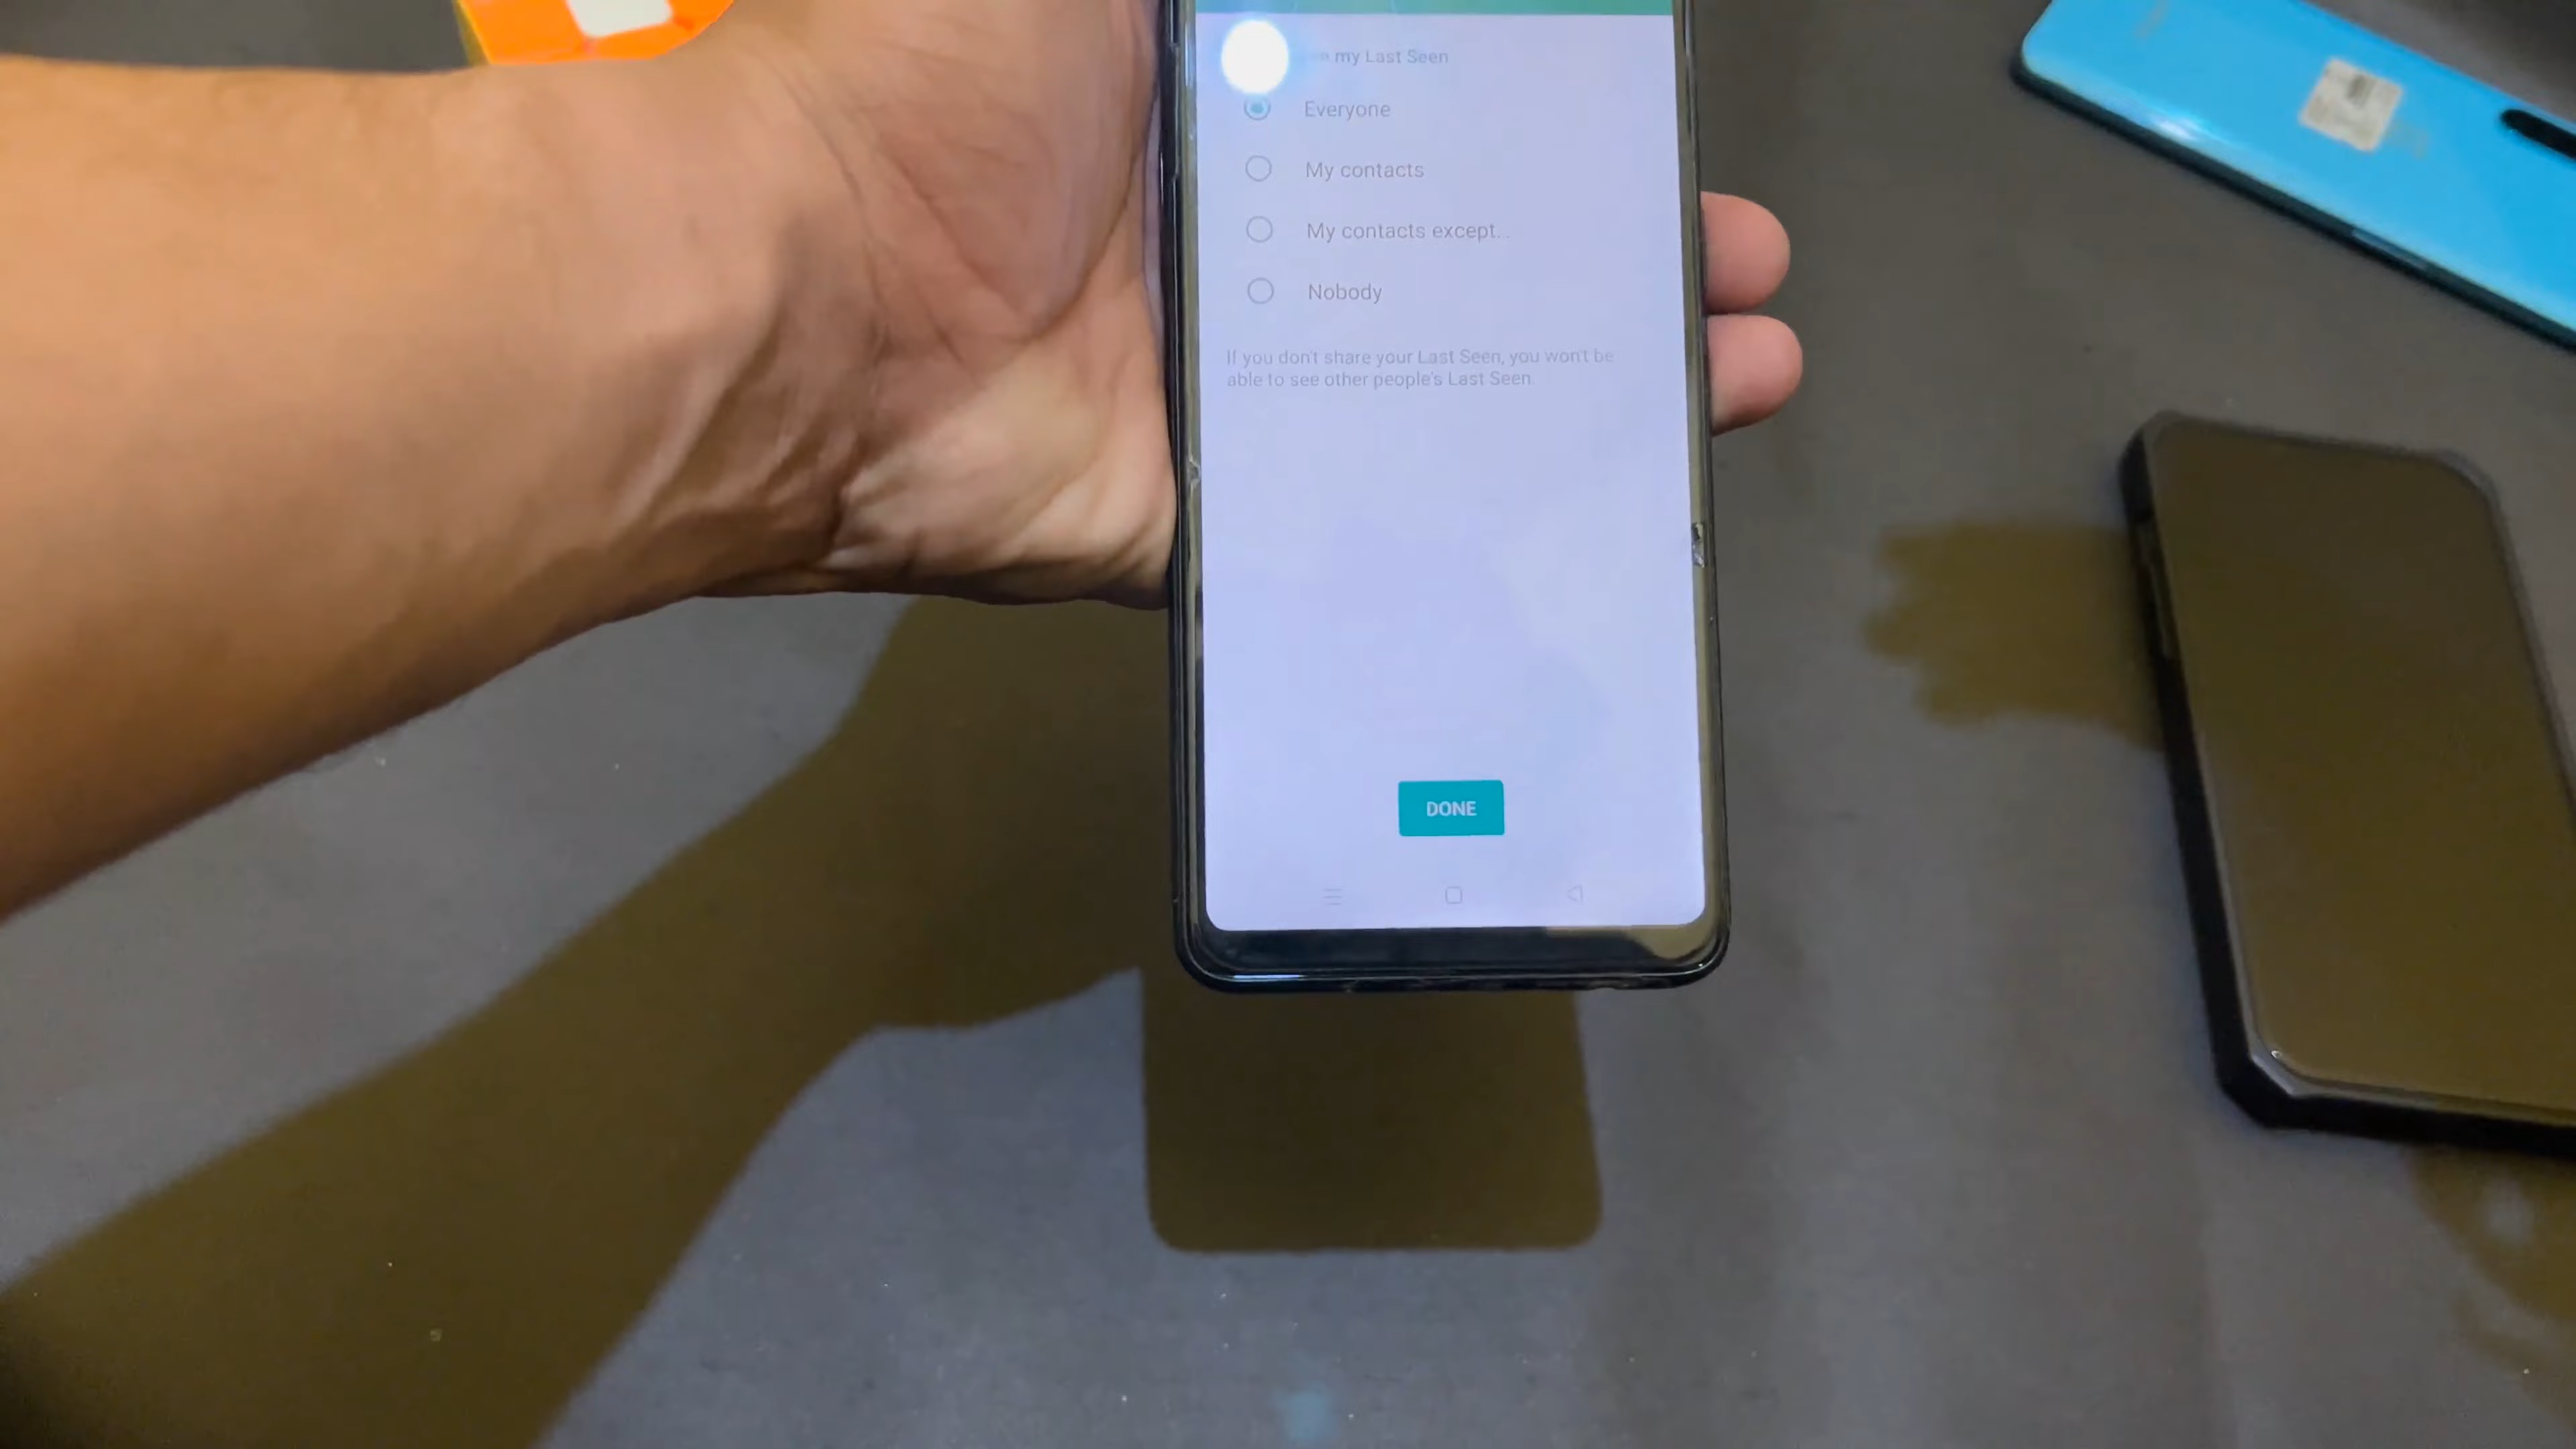 my Last Seen
Everyone
My contacts
My contacts except...
Nobody
If you don't share your Last Seen, you won't be
able to see other people's Last Seen.
DONE